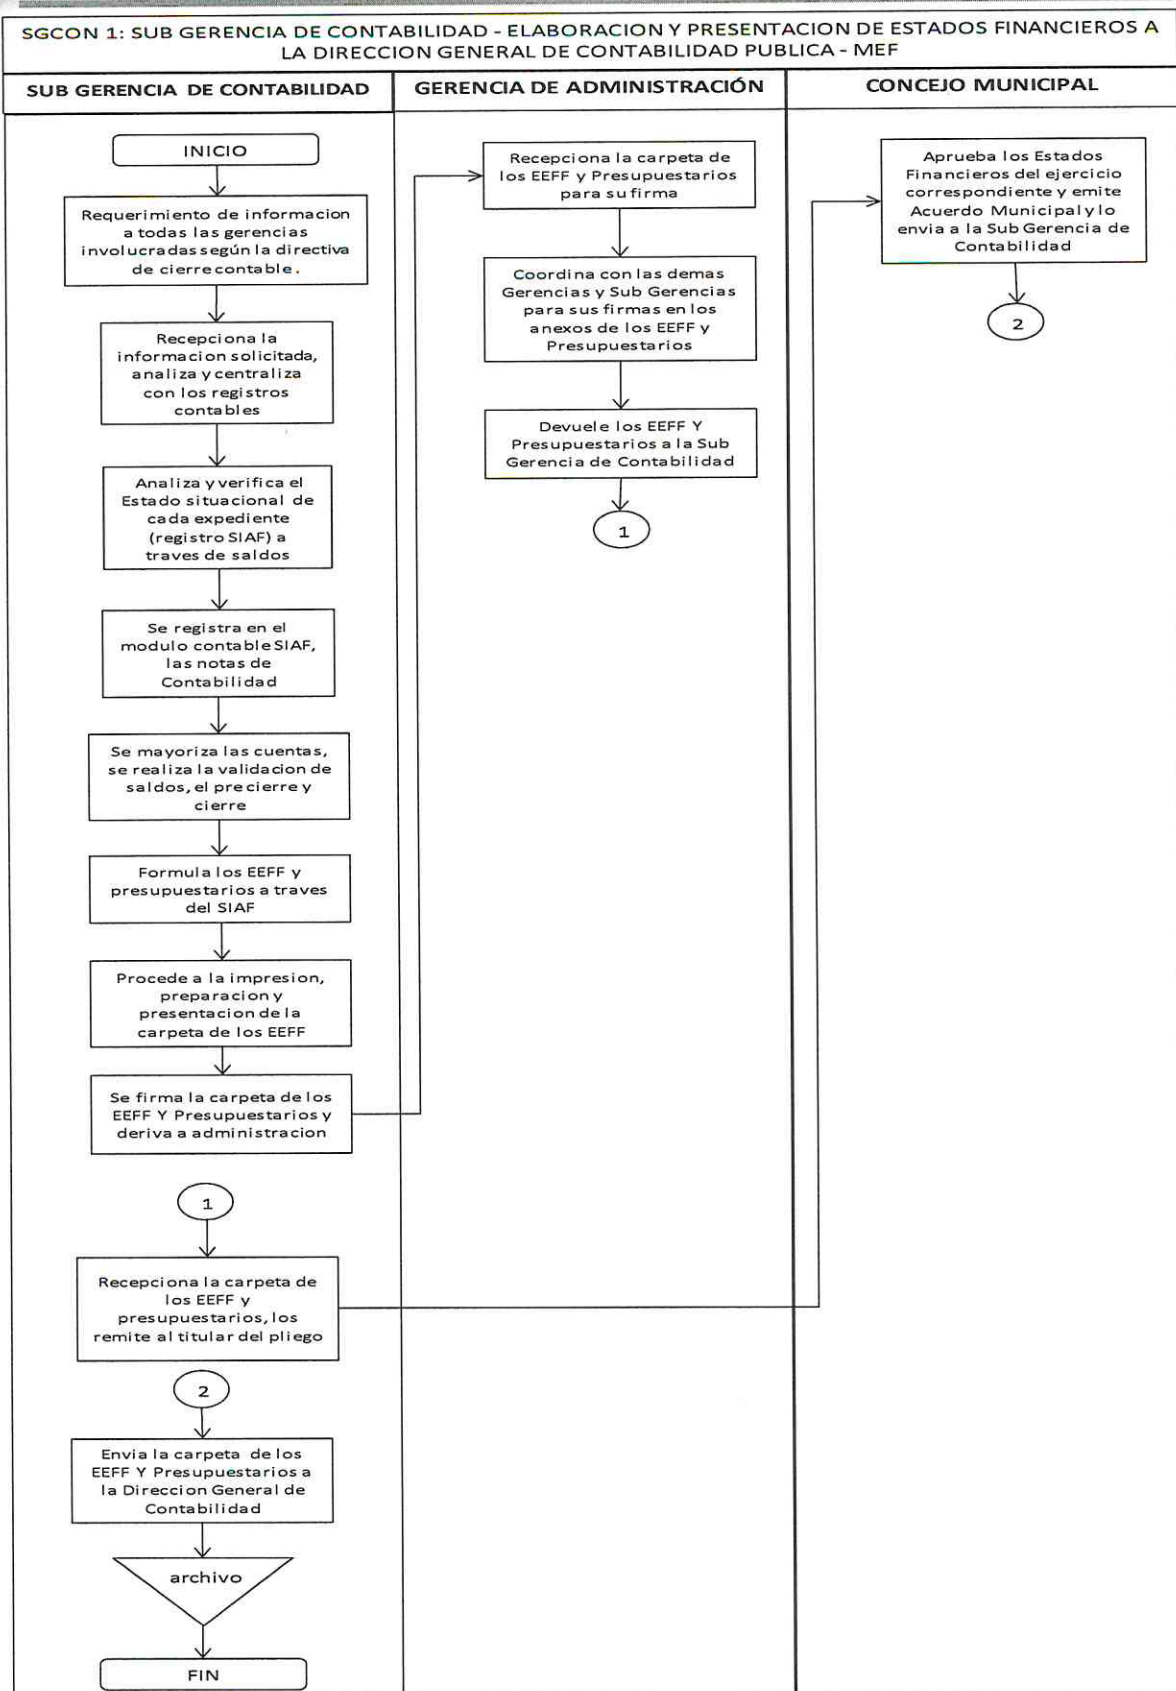 SGCON 1: SUB GERENCIA DE CONTABILIDAD - ELABORACION Y PRESENTACION DE ESTADOS FINANCIEROS A
LA DIRECCION GENERAL DE CONTABILIDAD PUBLICA - MEF
SUB GERENCIA DE CONTABILIDAD
GERENCIA DE ADMINISTRACIÓN
CONCEJO MUNICIPAL
INICIO
Requerimiento de informacion
a todas las gerencias
involucradas según la directiva
de cierre contable.
Recepciona la
informacion solicitada,
analiza y centraliza
con los registros
contables
Analiza y verifica el
Estado situacional de
cada expediente
(registro SIAF) a
traves de saldos
Se registra en el
modulo contable SIAF,
las notas de
Contabilidad
Se mayoriza las cuentas,
se realiza la validacion de
saldos, el precierre y
cierre
Formula los EEFF y
presupuestarios a traves
del SIAF
Procede a la impresion,
preparacion y
presentacion de la
carpeta de los EEFF
Se firma la carpeta de los
EEFF Y Presupuestarios y
deriva a administracion
1
Recepciona la carpeta de
los EEFF y
presupuestarios, los
remite al titular del pliego
2
Envia la carpeta de los
EEFF Y Presupuestarios a
la Direccion General de
Contabilidad
archivo
FIN
Recepciona la carpeta de
los EEFF y Presupuestarios
para su firma
Coordina con las demas
Gerencias y Sub Gerencias
para sus firmas en los
anexos de los EEFF y
Presupuestarios
Devuele los EEFF Y
Presupuestarios a la Sub
Gerencia de Contabilidad
1
Aprueba los Estados
Financieros del ejercicio
correspondiente y emite
Acuerdo Municipal y lo
envia a la Sub Gerencia de
Contabilidad
2